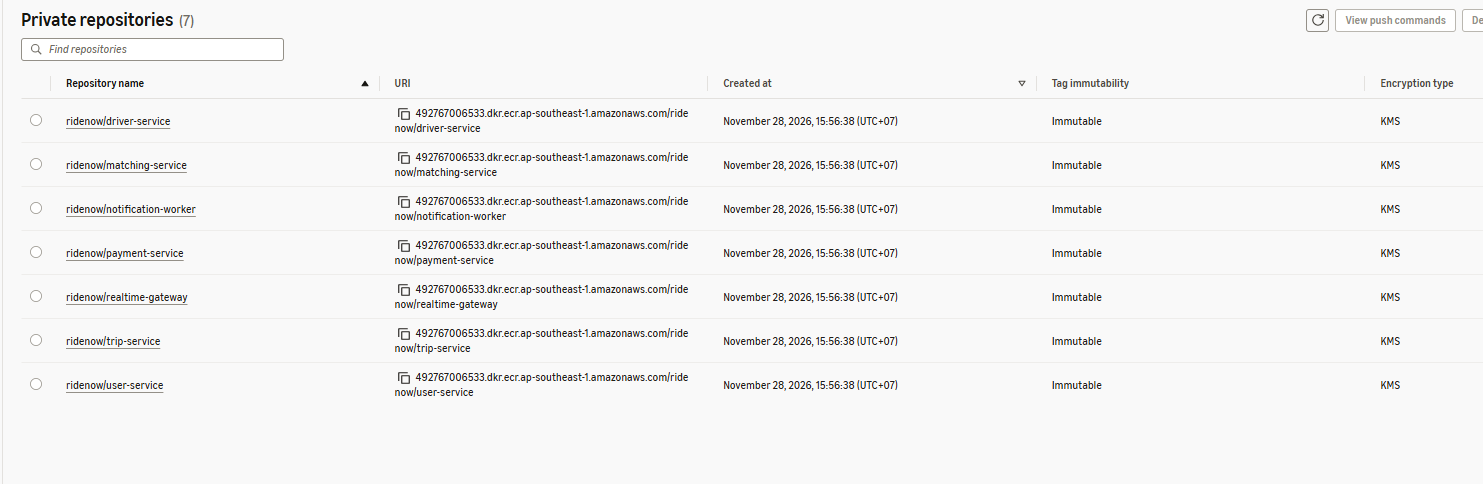 Private repositories (7)
View push commands
De
Find repositories
Repository name URI Created at Tag immutability Encryption type
ridenow/driver-service 492767006533.dkr.ecr.ap-southeast-1.amazonaws.com/ride November 28, 2026, 15:56:38 (UTC+07) Immutable KMS
now/driver-service
ridenow/matching-service 492767006533.dkr.ecr.ap-southeast-1.amazonaws.com/ride November 28, 2026, 15:56:38 (UTC+07) Immutable KMS
now/matching-service
ridenow/notification-worker 492767006533.dkr.ecr.ap-southeast-1.amazonaws.com/ride November 28, 2026, 15:56:38 (UTC+07) Immutable KMS
now/notification-worker
ridenow/payment-service 492767006533.dkr.ecr.ap-southeast-1.amazonaws.com/ride November 28, 2026, 15:56:38 (UTC+07) Immutable KMS
now/payment-service
ridenow/realtime-gateway 492767006533.dkr.ecr.ap-southeast-1.amazonaws.com/ride November 28, 2026, 15:56:38 (UTC+07) Immutable KMS
now/realtime-gateway
ridenow/trip-service 492767006533.dkr.ecr.ap-southeast-1.amazonaws.com/ride November 28, 2026, 15:56:38 (UTC+07) Immutable KMS
now/trip-service
ridenow/user-service 492767006533.dkr.ecr.ap-southeast-1.amazonaws.com/ride November 28, 2026, 15:56:38 (UTC+07) Immutable KMS
now/user-service